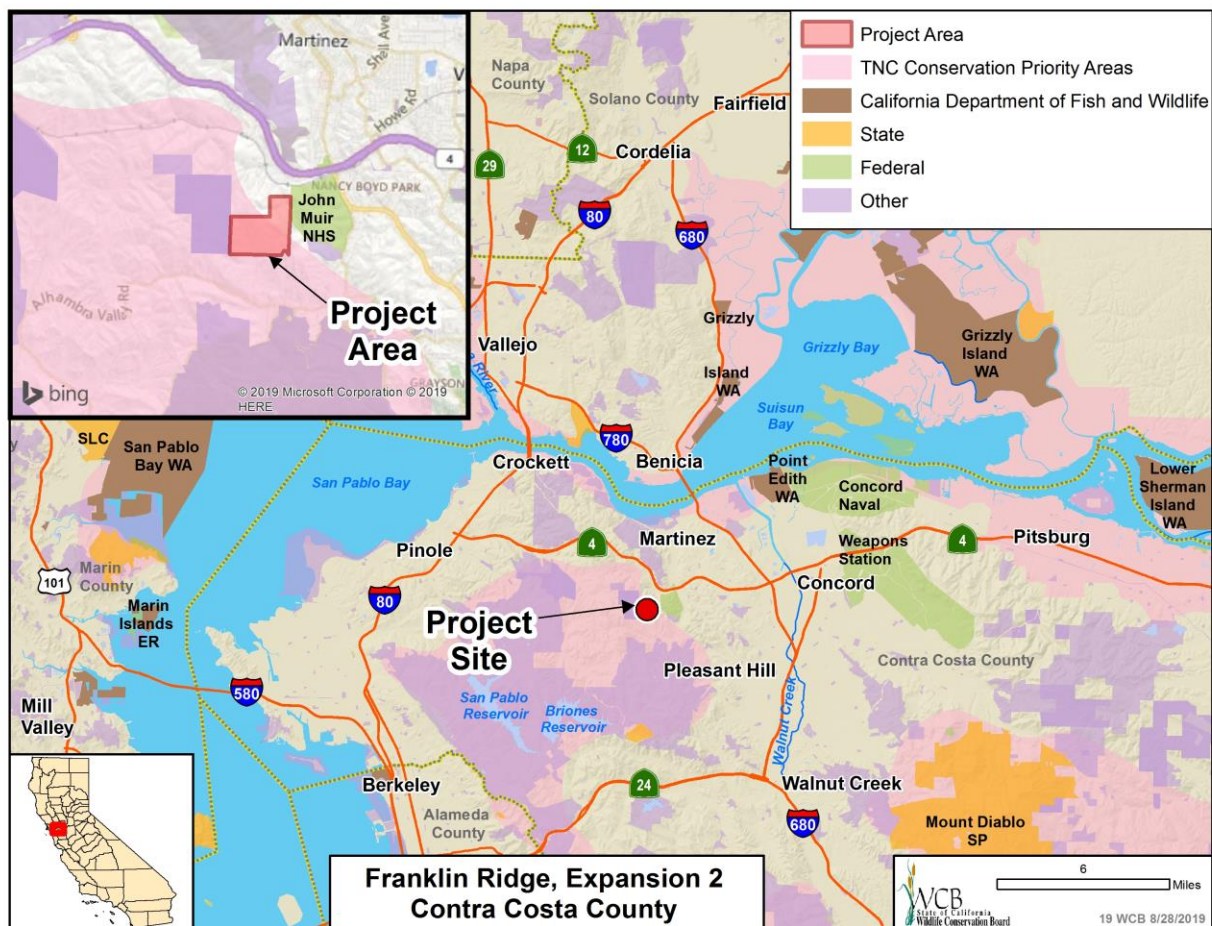 Martinez
Shell Ave
Howe Rd
4
NANCY BOYD PARK
John
Muir
NHS
Alhambra Valley Rd
Project
Area
GRAYSON
bing
© 2019 Microsoft Corporation © 2019
HERE
Project Area
TNC Conservation Priority Areas
California Department of Fish and Wildlife
State
Federal
Other
Napa
County
Solano County
Fairfield
12
Cordelia
29
80
680
Vallejo
River
Grizzly
Island
WA
Grizzly Bay
Grizzly
Island
WA
Suisun
Bay
SLC
San Pablo
Bay WA
San Pablo Bay
780
Crockett
Benicia
Point
Edith
WA
Concord
Naval
Weapons
Station
Lower
Sherman
Island
WA
Pinole
4
Martinez
4
Pitsburg
Concord
101
Marin
County
Marin
Islands
ER
80
Project
Site
Pleasant Hill
Contra Costa County
Mill
Valley
580
San Pablo
Reservoir
Briones
Reservoir
Walnut Creek
Berkeley
24
Walnut Creek
Alameda
County
680
Mount Diablo
SP
Franklin Ridge, Expansion 2
Contra Costa County
WCB
State of California
Wildlife Conservation Board
6
Miles
19 WCB 8/28/2019